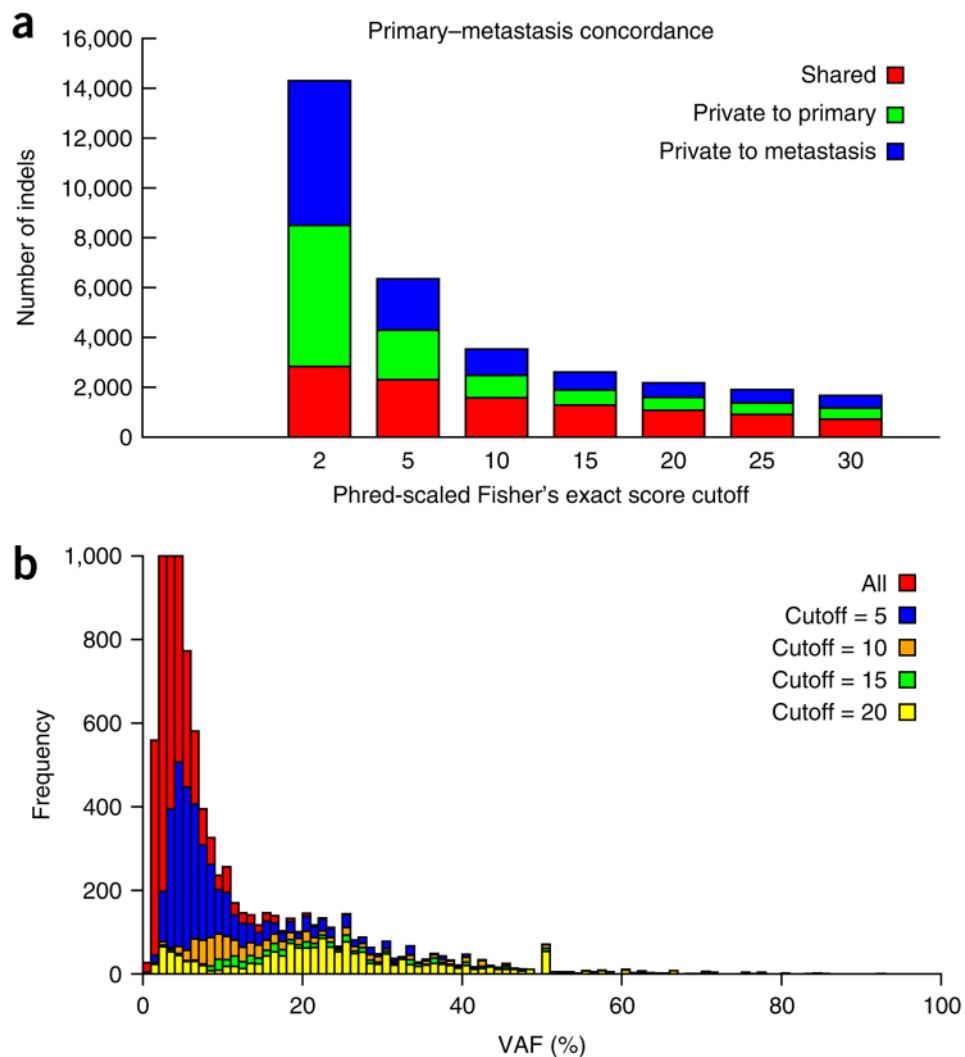 a
Primary–metastasis concordance
16,000
14,000
12,000
10,000
8,000
6,000
4,000
2,000
0
Number of indels
Shared
Private to primary
Private to metastasis
2 5 10 15 20 25 30
Phred-scaled Fisher's exact score cutoff
b
1,000
800
600
400
200
0
Frequency
All
Cutoff = 5
Cutoff = 10
Cutoff = 15
Cutoff = 20
0 20 40 60 80 100
VAF (%)